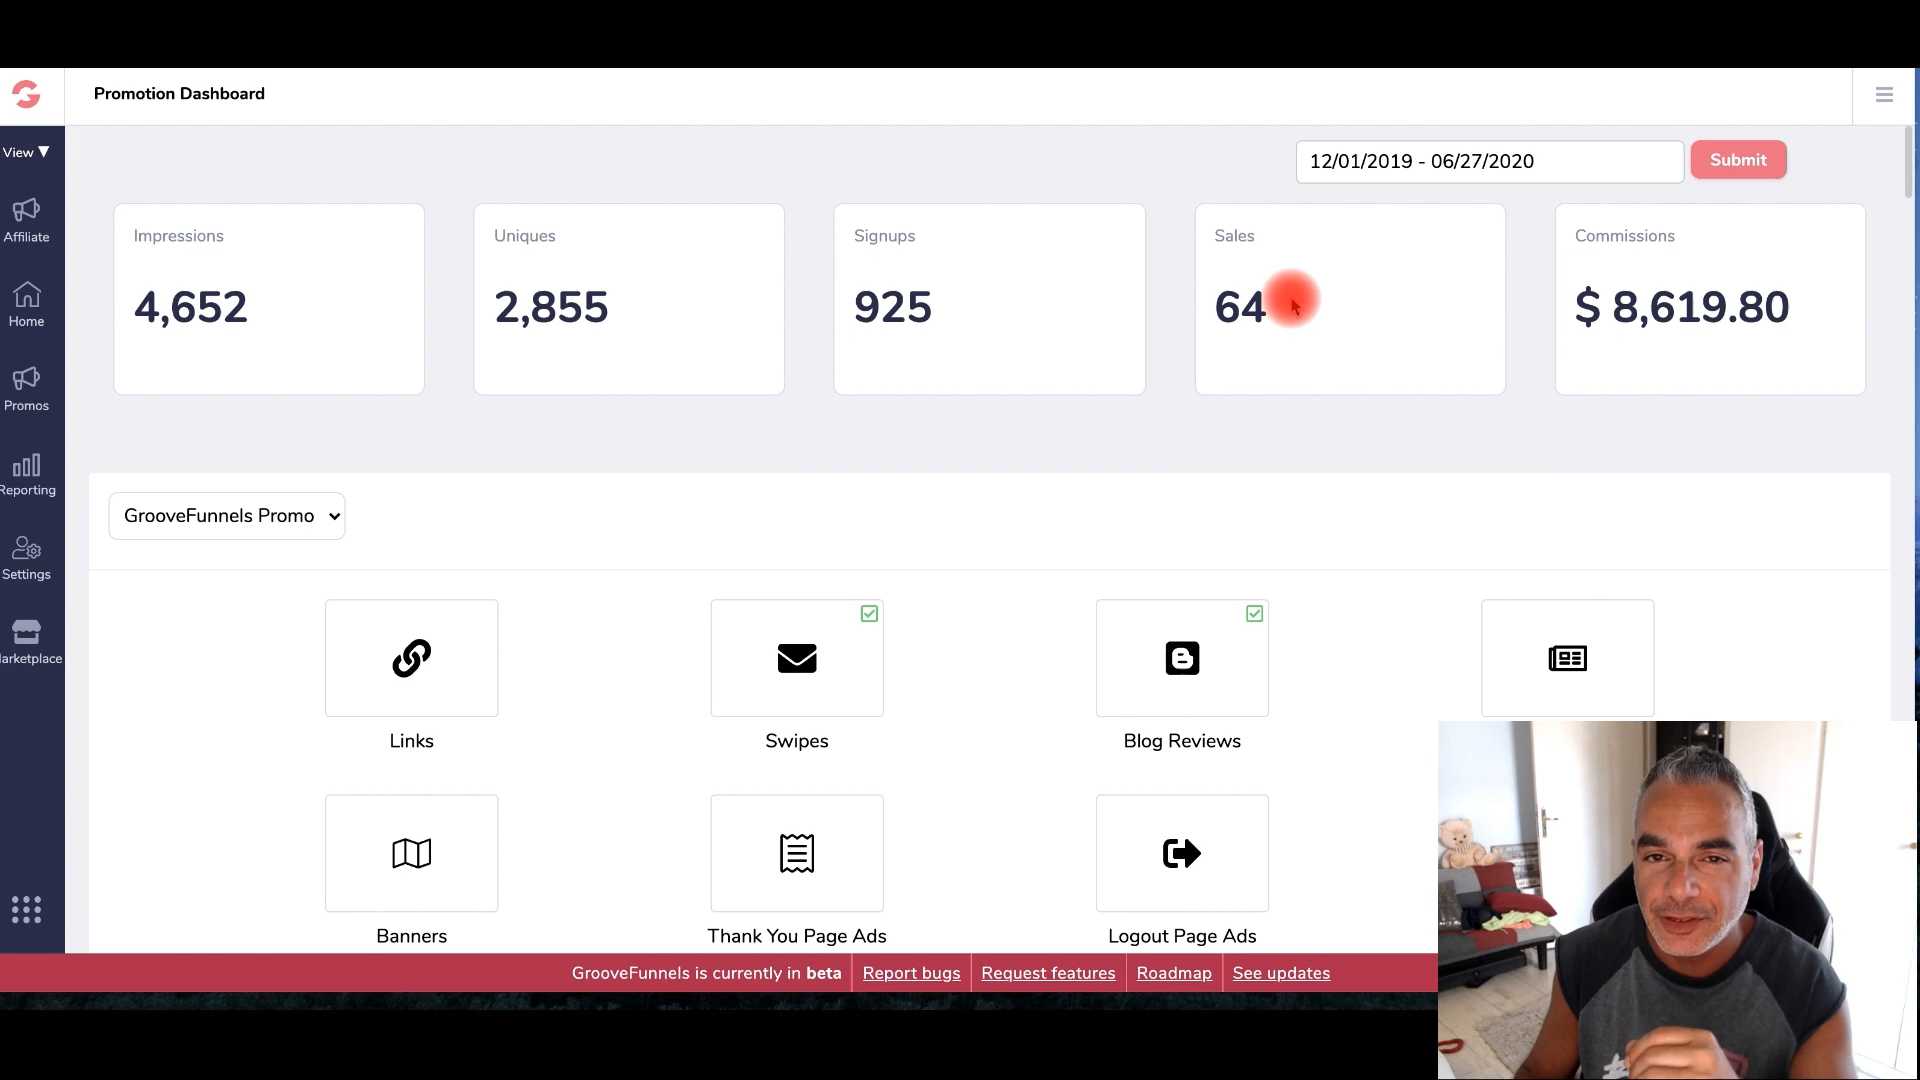 Promotion Dashboard
View ▼
12/01/2019 - 06/27/2020
Submit
Affiliate
Home
Promos
Reporting
Settings
arketplace
Impressions
4,652
Uniques
2,855
Signups
925
Sales
64
Commissions
$ 8,619.80
GrooveFunnels Promo
Links
Swipes
Blog Reviews
Banners
Thank You Page Ads
Logout Page Ads
GrooveFunnels is currently in beta
Report bugs
Request features
Roadmap
See updates